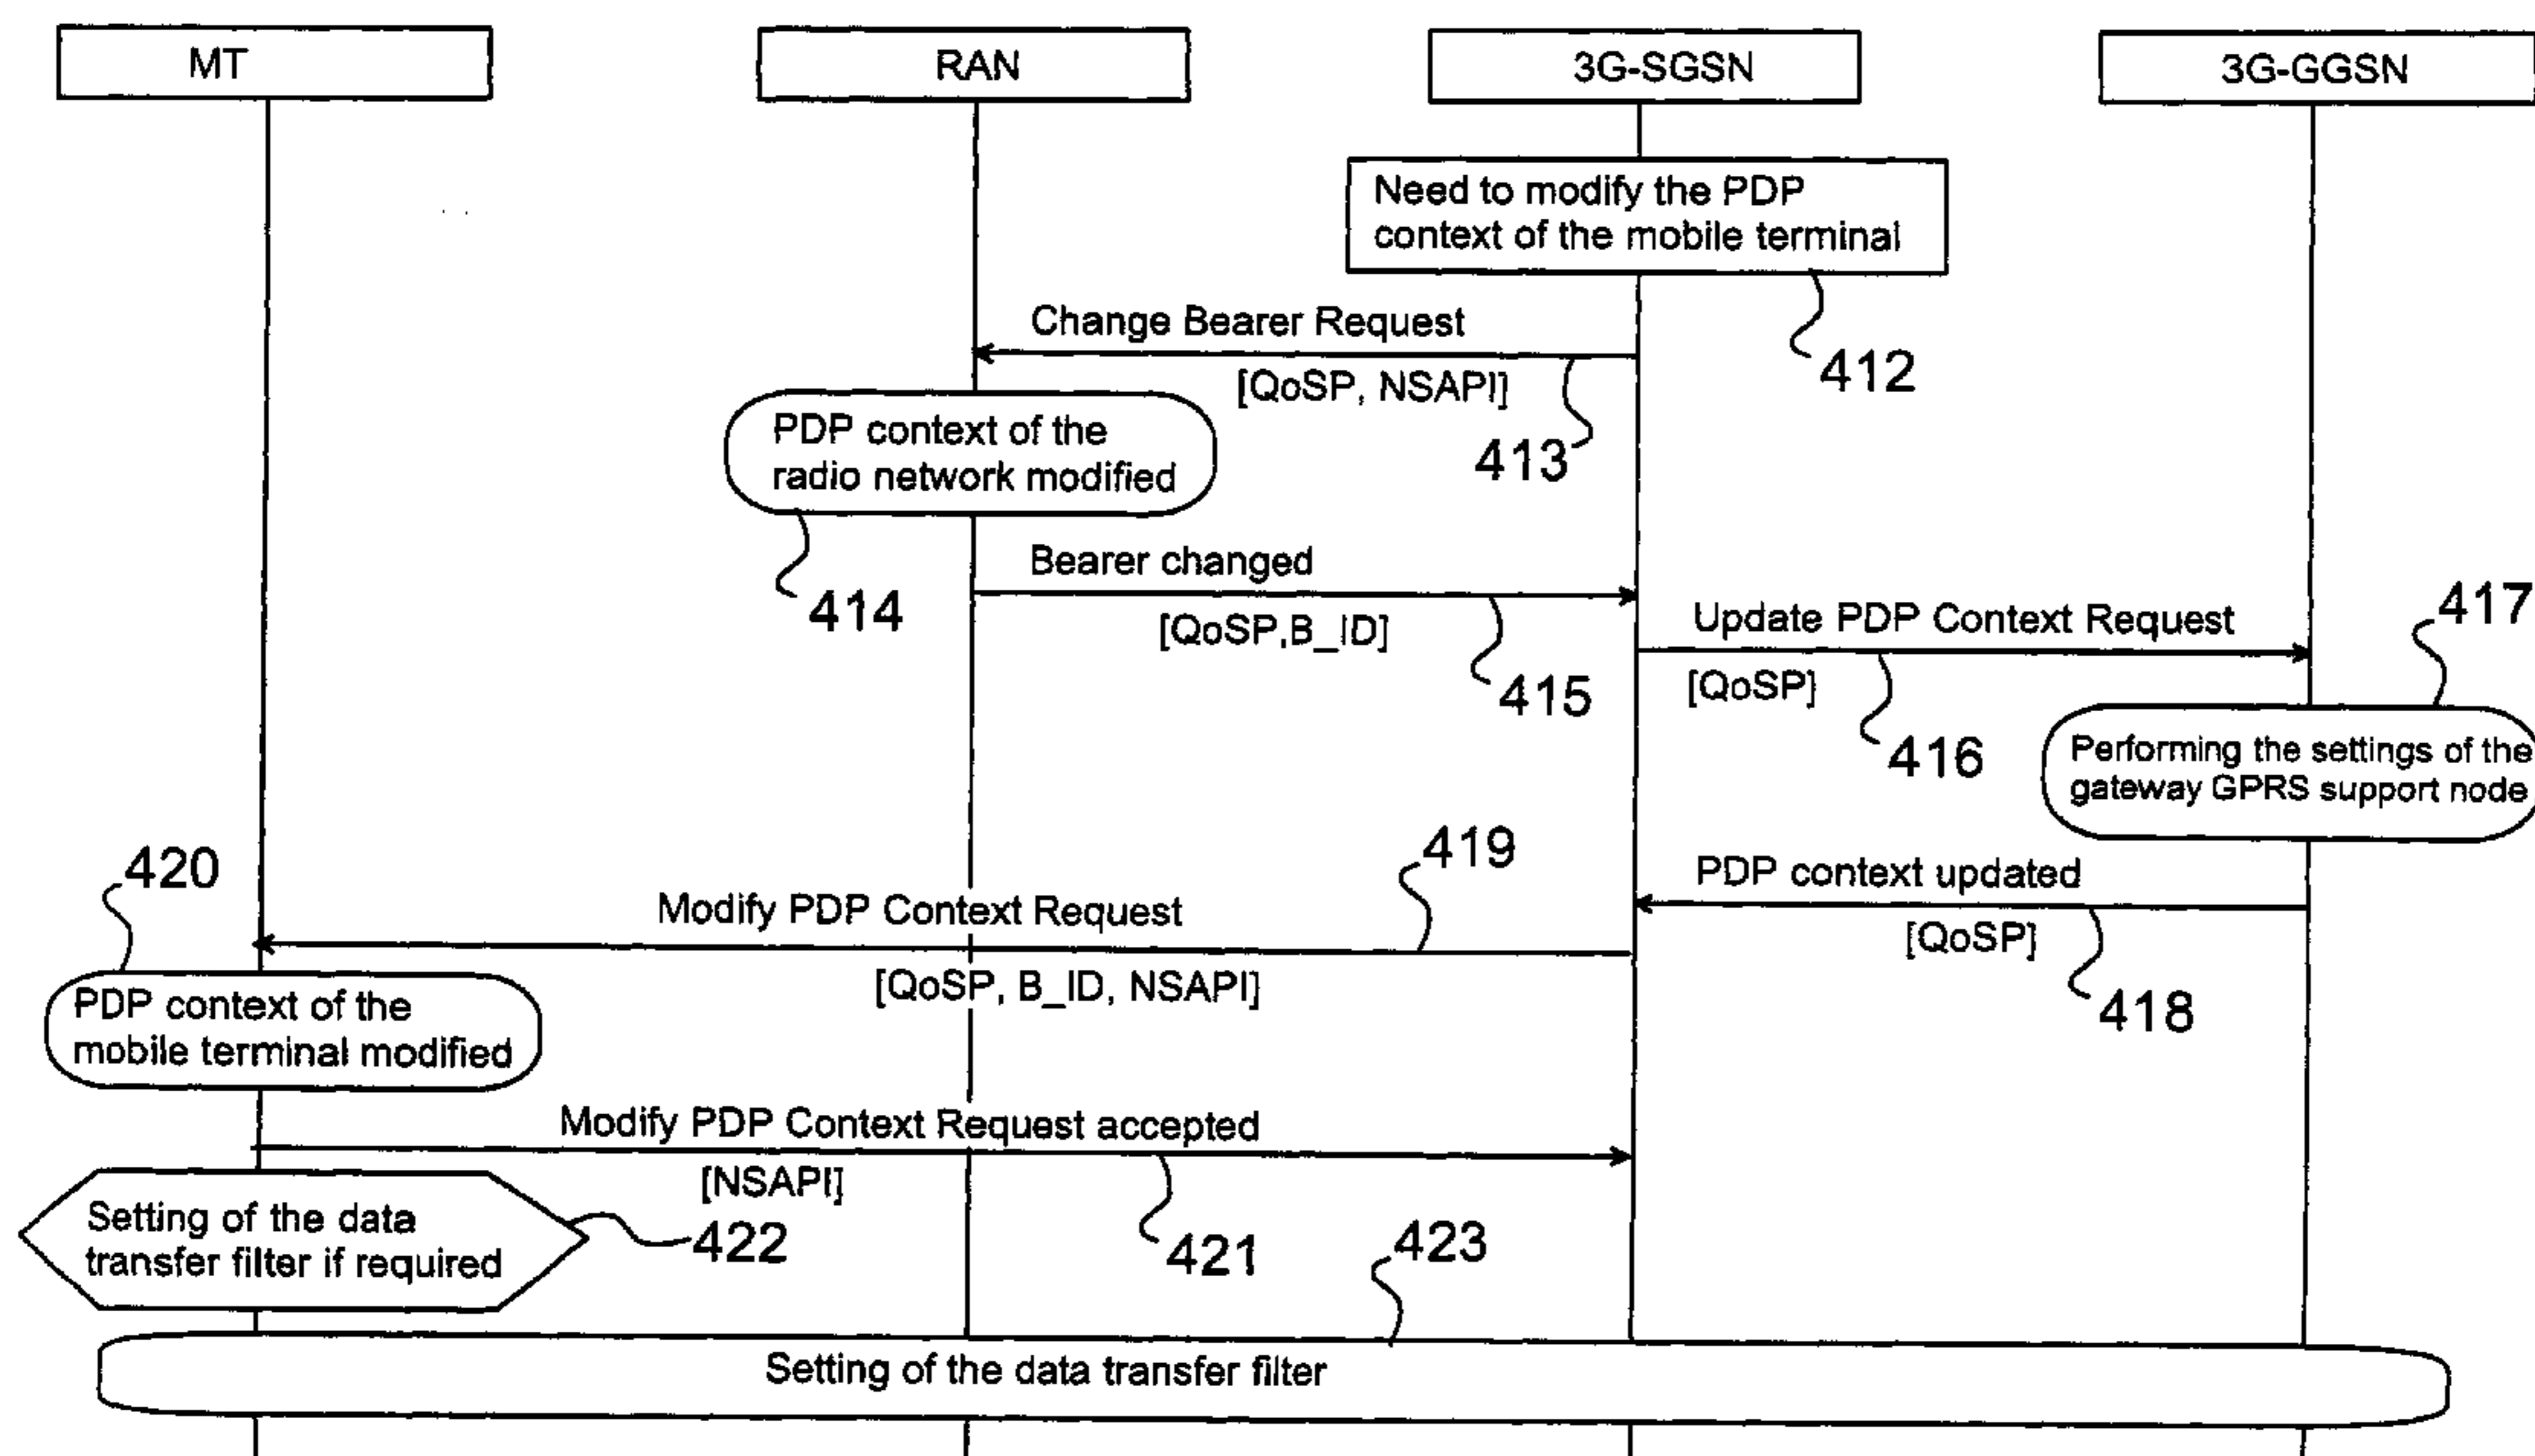 MT
RAN
3G-SGSN
3G-GGSN
Need to modify the PDP
context of the mobile terminal
412
Change Bearer Request
[QoSP, NSAPI]
413
PDP context of the
radio network modified
414
Bearer changed
[QoSP,B_ID]
415
Update PDP Context Request
[QoSP]
416
417
Performing the settings of the
gateway GPRS support node
PDP context updated
[QoSP]
418
419
Modify PDP Context Request
[QoSP, B_ID, NSAPI]
420
PDP context of the
mobile terminal modified
Modify PDP Context Request accepted
[NSAPI]
421
Setting of the data
transfer filter if required
422
423
Setting of the data transfer filter